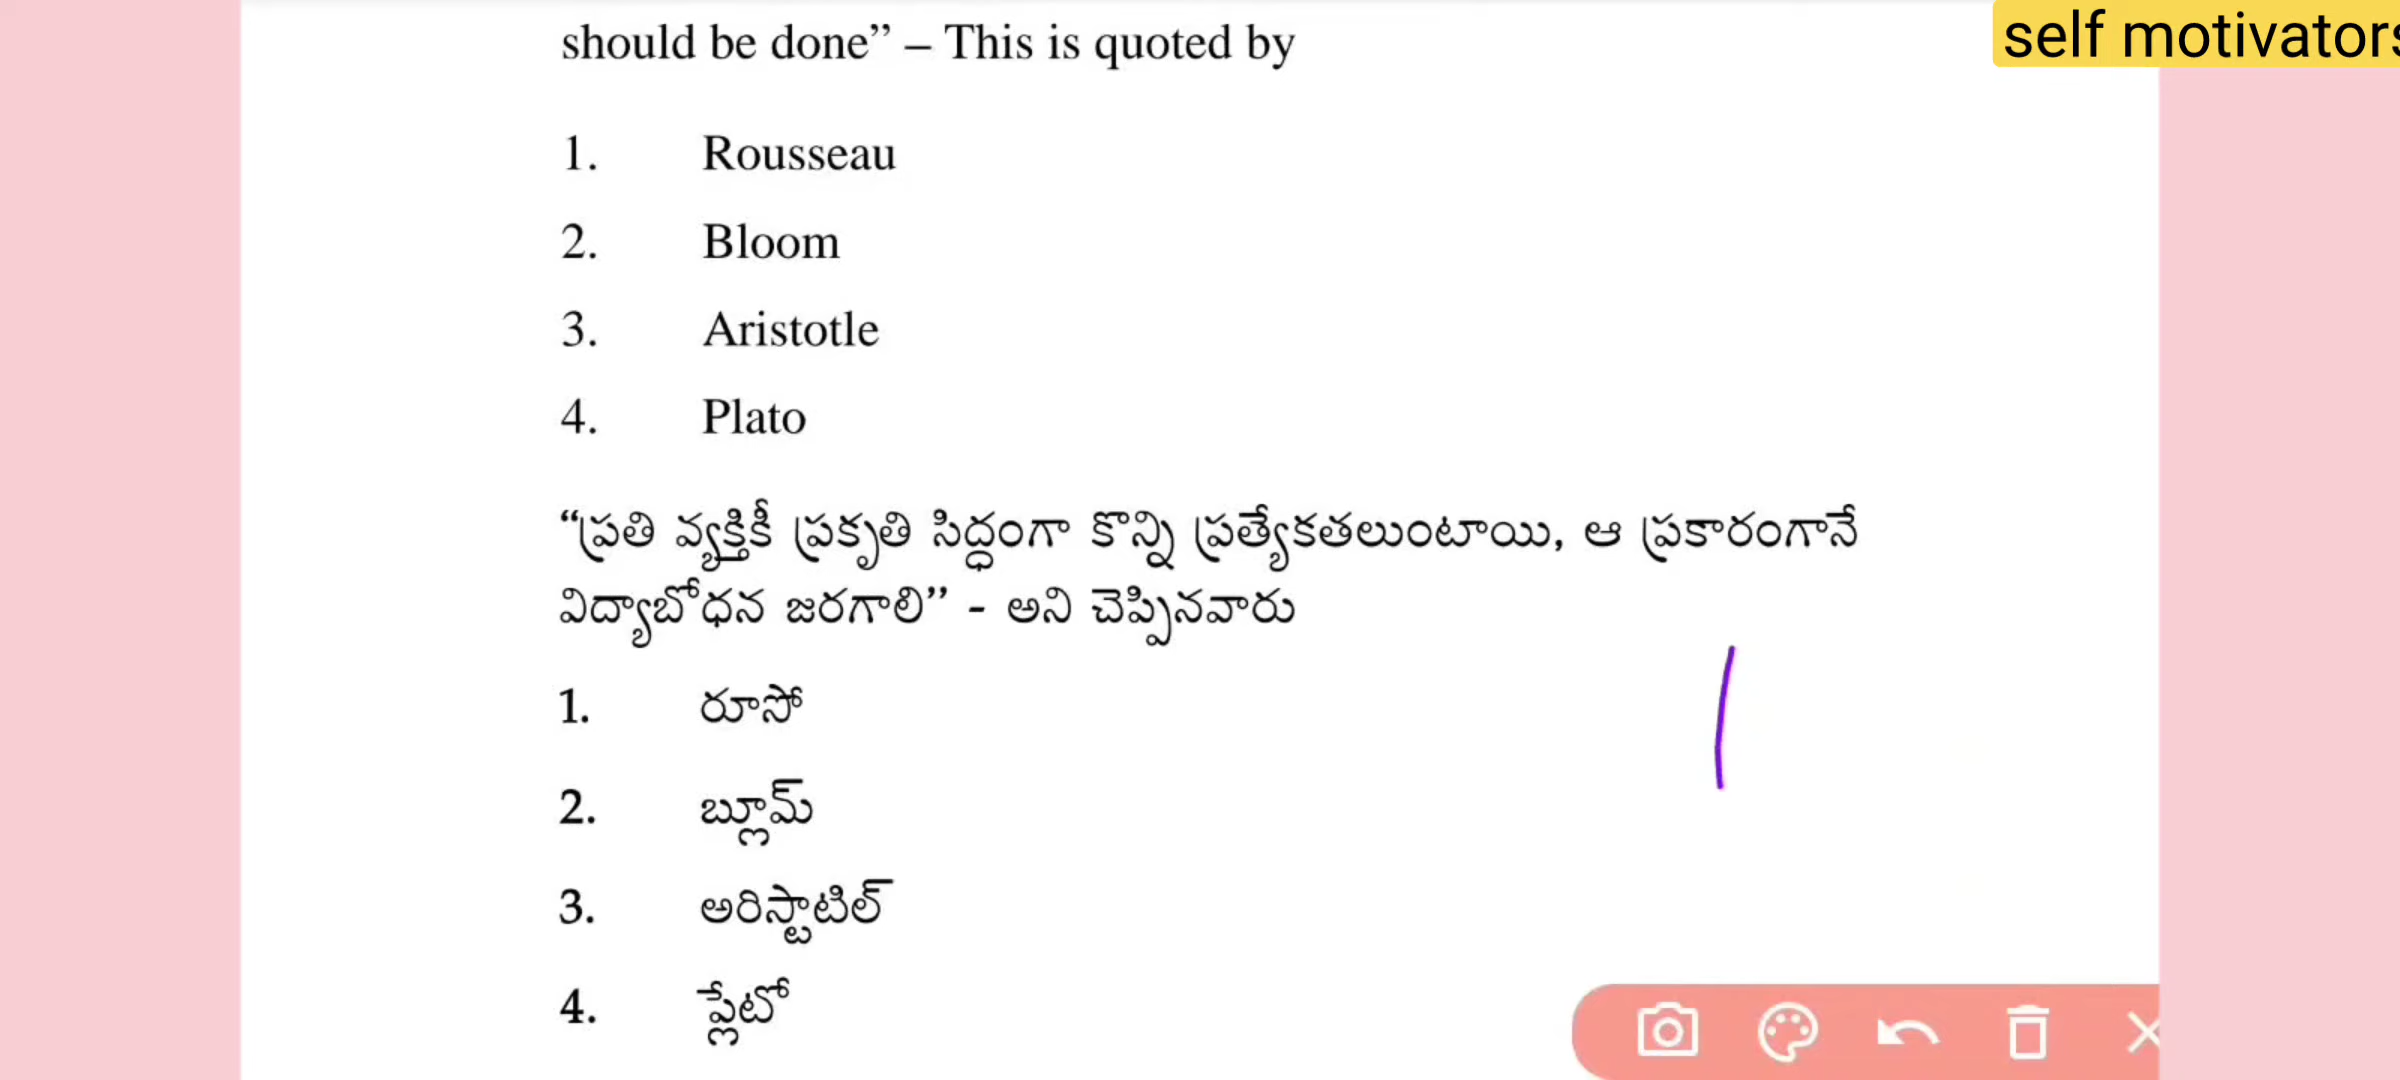 self motivators
should be done” – This is quoted by
1. Rousseau
2. Bloom
3. Aristotle
4. Plato
“ప్రతి వ్యక్తికీ ప్రకృతి సిద్ధంగా కొన్ని ప్రత్యేకతలుంటాయి, ఆ ప్రకారంగానే
విద్యాబోధన జరగాలి” - అని చెప్పినవారు
1. రూసో
2. బ్లూమ్
3. అరిస్టాటిల్
4. ప్లేటో